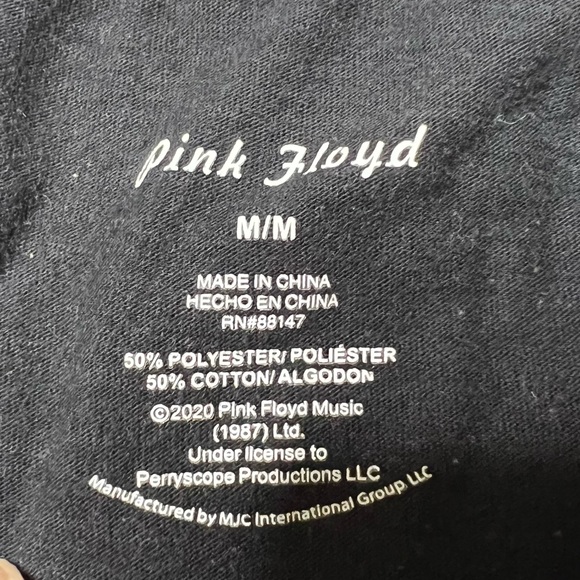 Pink Floyd
M/M
MADE IN CHINA
HECHO EN CHINA
RN#88147
50% POLYESTER/ POLIÉSTER
50% COTTON/ ALGODON
©2020 Pink Floyd Music
(1987) Ltd.
Under license to
Perryscope Productions LLC
Manufactured by MJC International Group, LLC